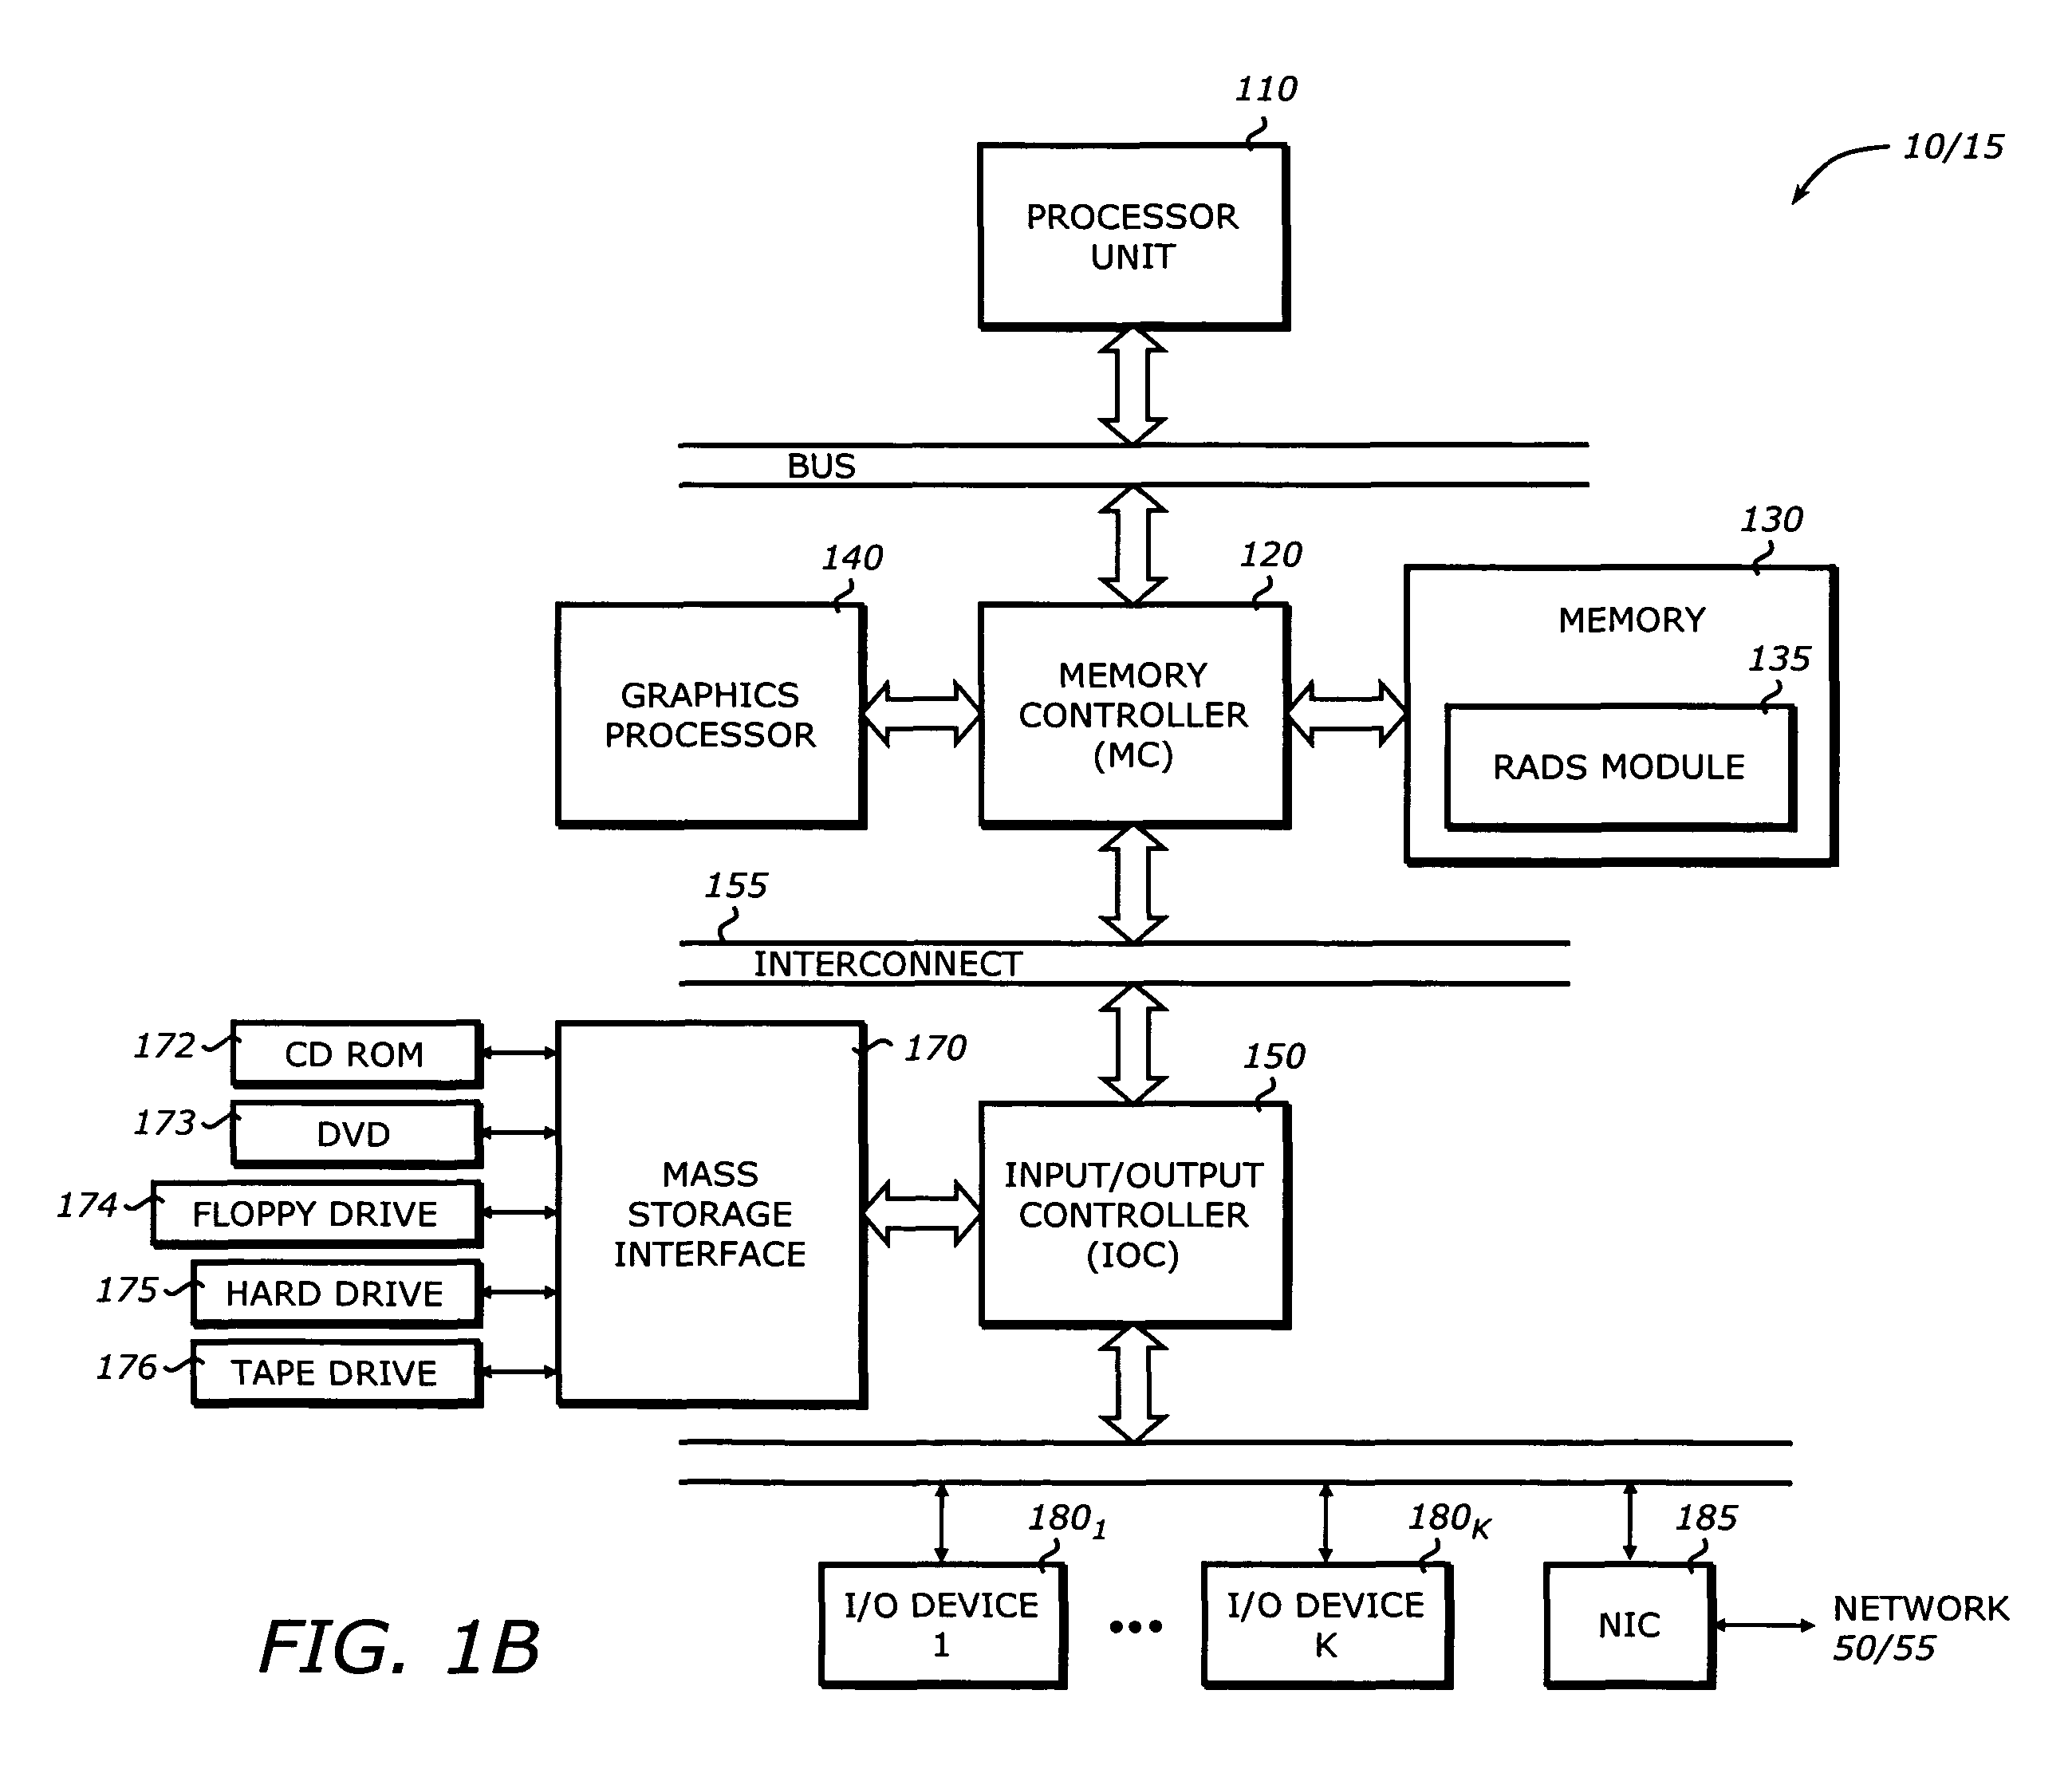 110
10/15
PROCESSOR
UNIT
BUS
130
140
120
MEMORY
135
GRAPHICS
PROCESSOR
MEMORY
CONTROLLER
(MC)
RADS MODULE
155
INTERCONNECT
172
CD ROM
170
150
173
DVD
174
FLOPPY DRIVE
MASS
STORAGE
INTERFACE
INPUT/OUTPUT
CONTROLLER
(IOC)
175
HARD DRIVE
176
TAPE DRIVE
180₁
180ₖ
185
I/O DEVICE
1
•••
I/O DEVICE
K
NIC
NETWORK
50/55
FIG. 1B